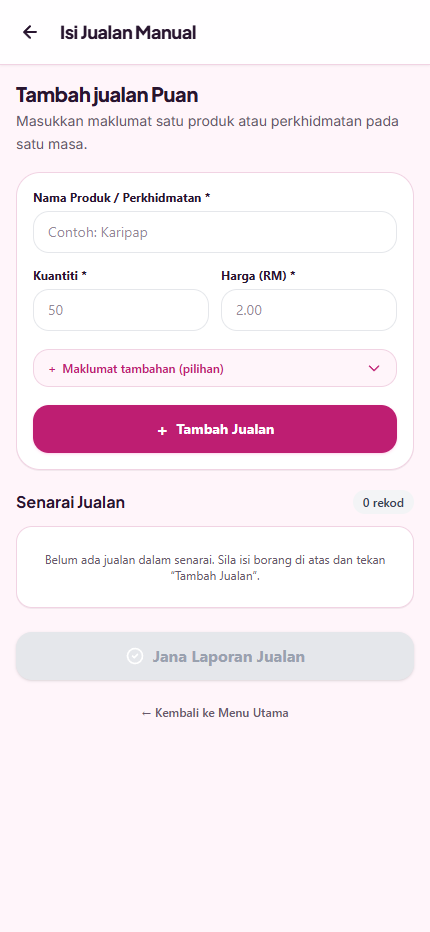 ← Isi Jualan Manual
Tambah jualan Puan
Masukkan maklumat satu produk atau perkhidmatan pada
satu masa.
Nama Produk / Perkhidmatan *
Contoh: Karipap
Kuantiti * Harga (RM) *
50 2.00
+ Maklumat tambahan (pilihan)
+ Tambah Jualan
Senarai Jualan 0 rekod
Belum ada jualan dalam senarai. Sila isi borang di atas dan tekan
“Tambah Jualan”.
Jana Laporan Jualan
← Kembali ke Menu Utama